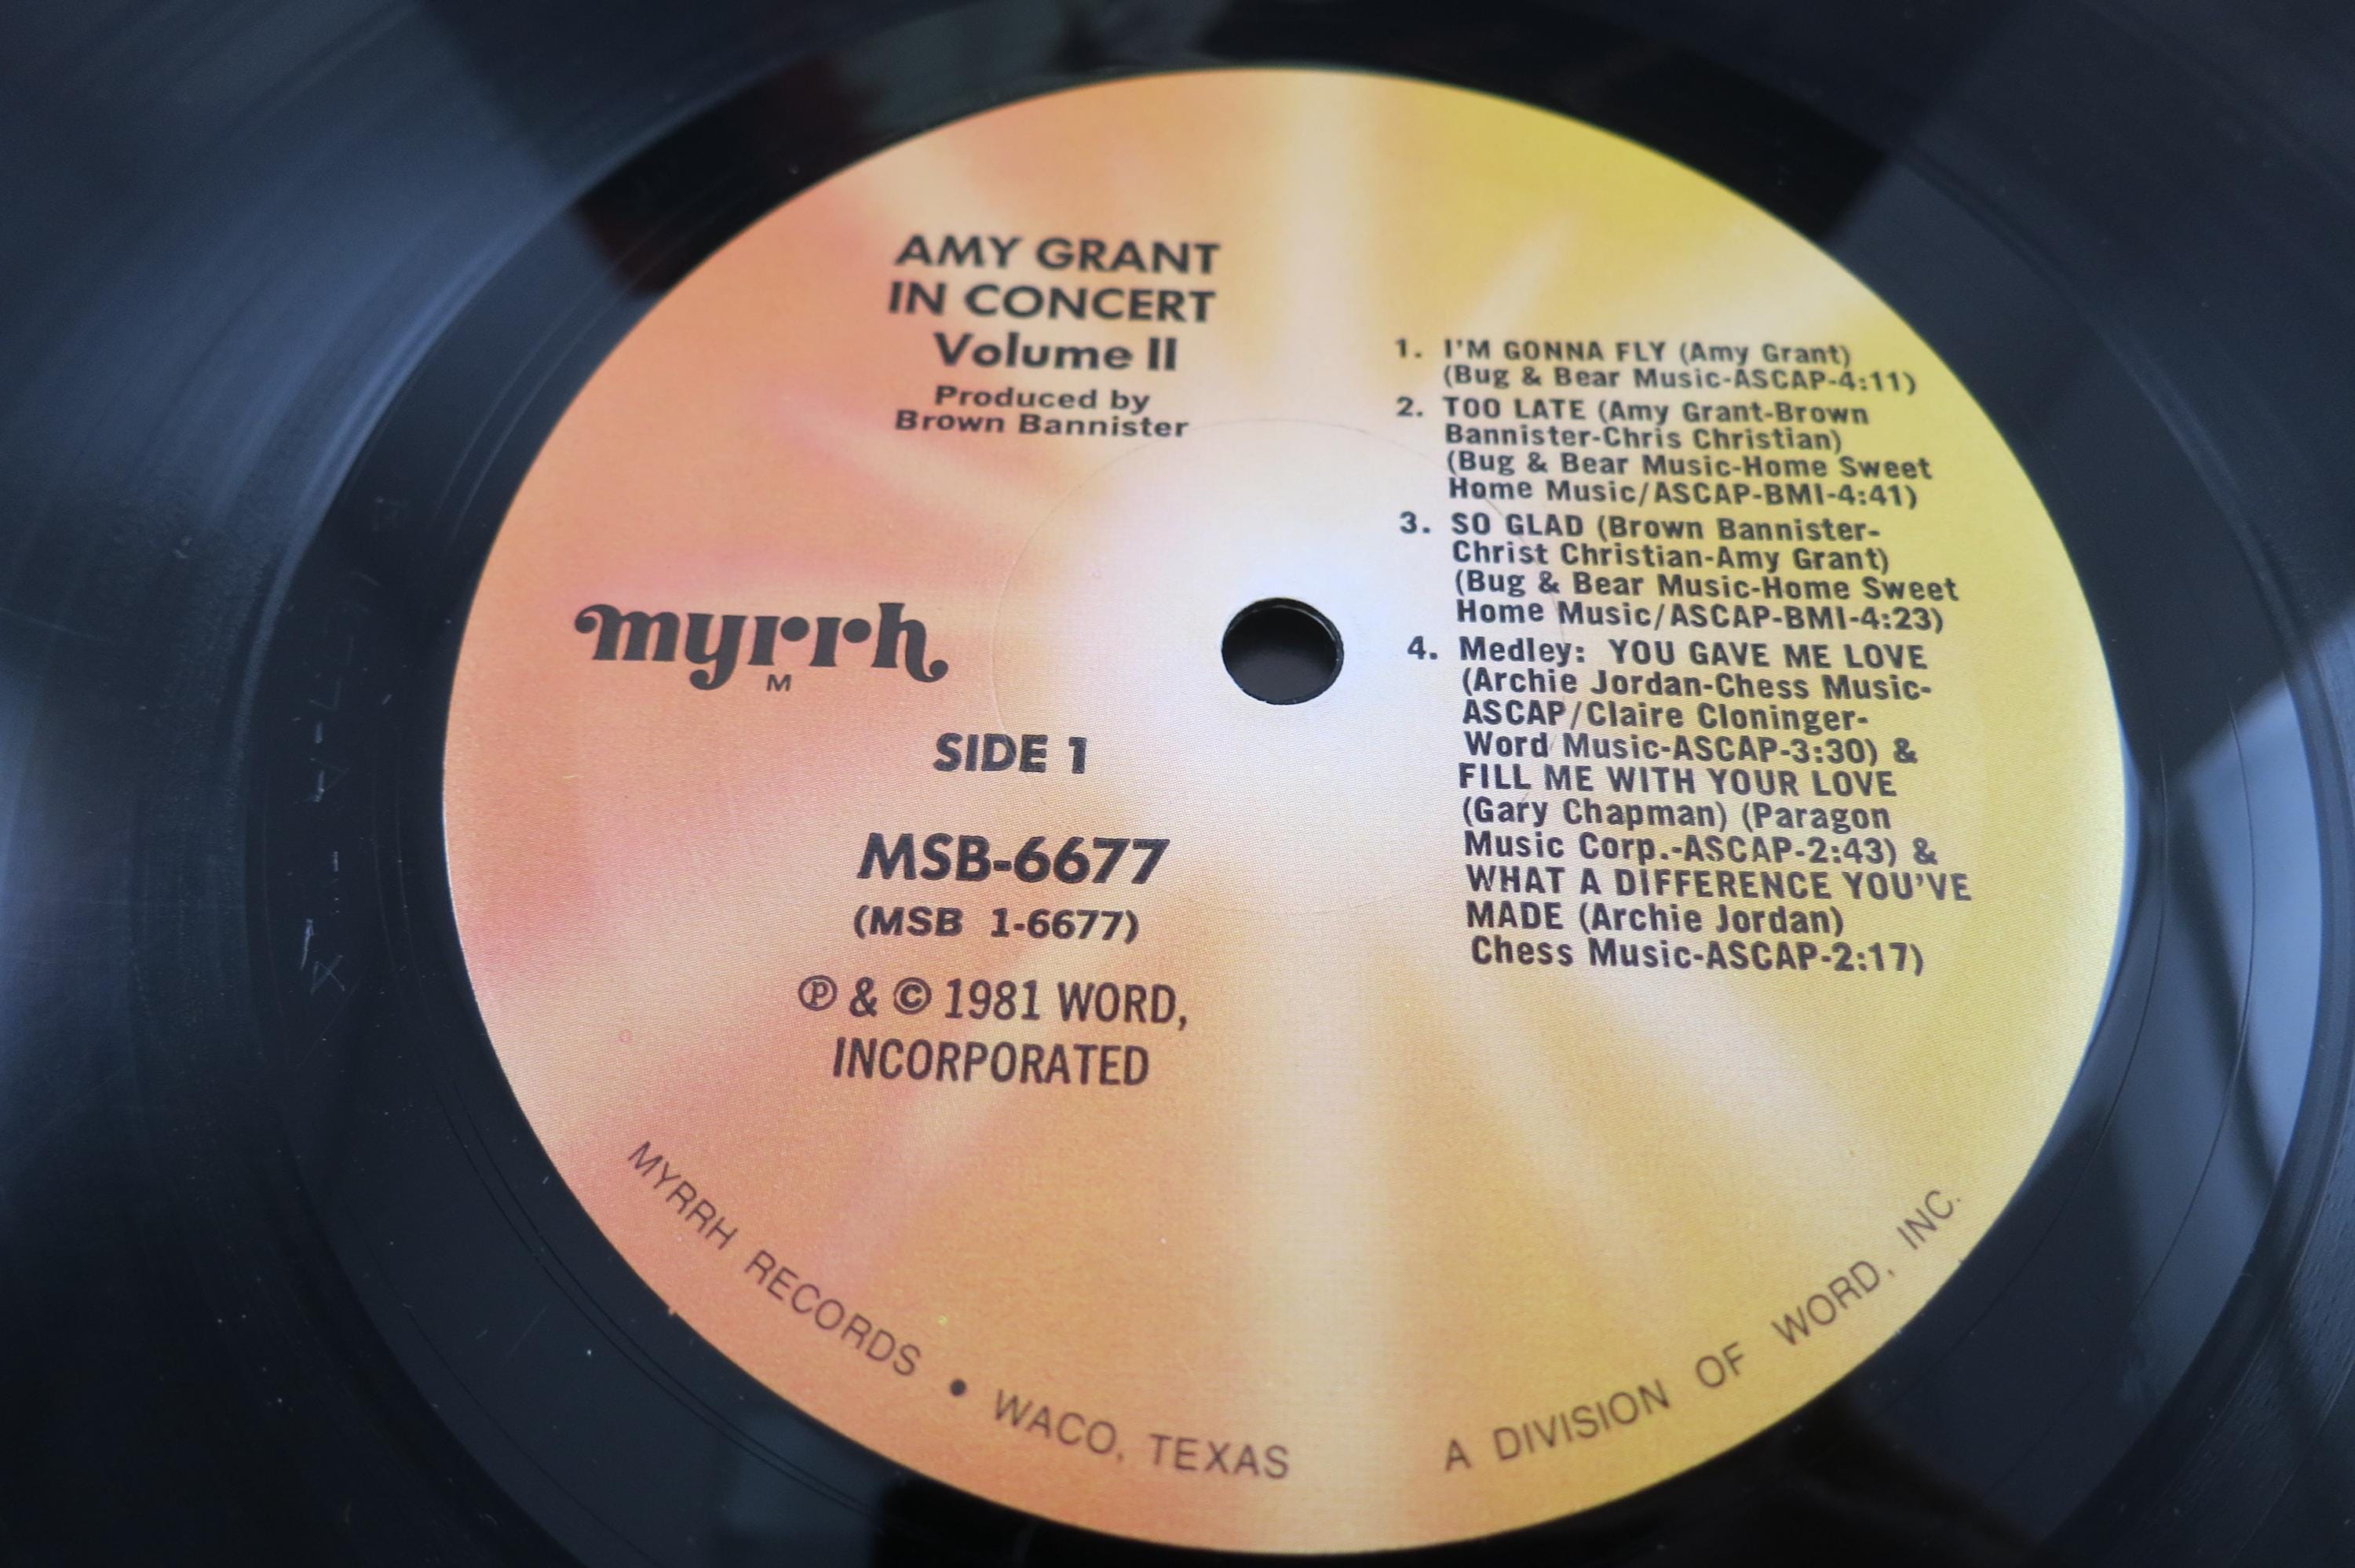 AMY GRANT
IN CONCERT
Volume II
Produced by
Brown Bannister
myrrh
M
SIDE 1
MSB-6677
(MSB 1-6677)
Ⓟ & © 1981 WORD,
INCORPORATED
1. I'M GONNA FLY (Amy Grant)
(Bug & Bear Music-ASCAP-4:11)
2. TOO LATE (Amy Grant-Brown
Bannister-Chris Christian)
(Bug & Bear Music-Home Sweet
Home Music/ASCAP-BMI-4:41)
3. SO GLAD (Brown Bannister-
Christ Christian-Amy Grant)
(Bug & Bear Music-Home Sweet
Home Music/ASCAP-BMI-4:23)
4. Medley: YOU GAVE ME LOVE
(Archie Jordan-Chess Music-
ASCAP/Claire Cloninger-
Word Music-ASCAP-3:30) &
FILL ME WITH YOUR LOVE
(Gary Chapman) (Paragon
Music Corp.-ASCAP-2:43) &
WHAT A DIFFERENCE YOU'VE
MADE (Archie Jordan)
Chess Music-ASCAP-2:17)
MYRRH RECORDS • WACO, TEXAS
A DIVISION OF WORD, INC.